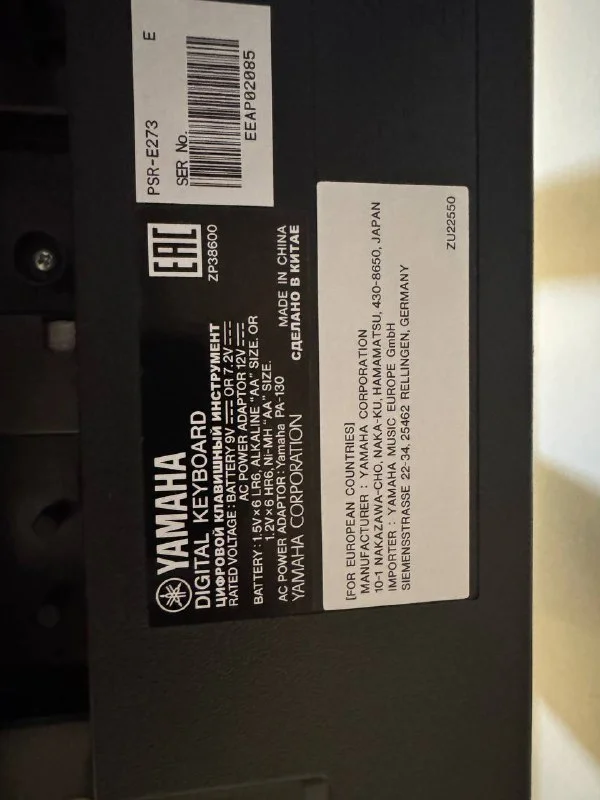 YAMAHA
DIGITAL KEYBOARD
ЦИФРОВОЙ КЛАВИШНЫЙ ИНСТРУМЕНТ
RATED VOLTAGE : BATTERY 9V OR 7.2V
AC POWER ADAPTOR 12V
BATTERY : 1.5V×6 LR6, ALKALINE "AA" SIZE. OR
1.2V×6 HR6, Ni-MH "AA" SIZE.
AC POWER ADAPTOR : Yamaha PA-130
YAMAHA CORPORATION MADE IN CHINA
СДЕЛАНО В КИТАЕ
EAC
ZP38600
PSR-E273 E
SER No.
EEAP02085
[FOR EUROPEAN COUNTRIES]
MANUFACTURER : YAMAHA CORPORATION
10-1 NAKAZAWA-CHO, NAKA-KU, HAMAMATSU, 430-8650, JAPAN
IMPORTER : YAMAHA MUSIC EUROPE GmbH
SIEMENSSTRASSE 22-34, 25462 RELLINGEN, GERMANY
ZU22550